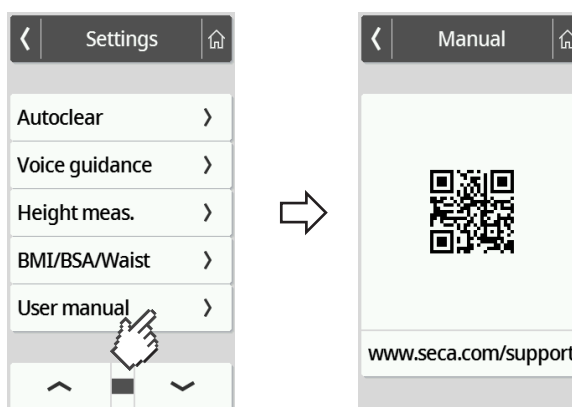 Settings
Autoclear
Voice guidance
Height meas.
BMI/BSA/Waist
User manual
Manual
www.seca.com/support